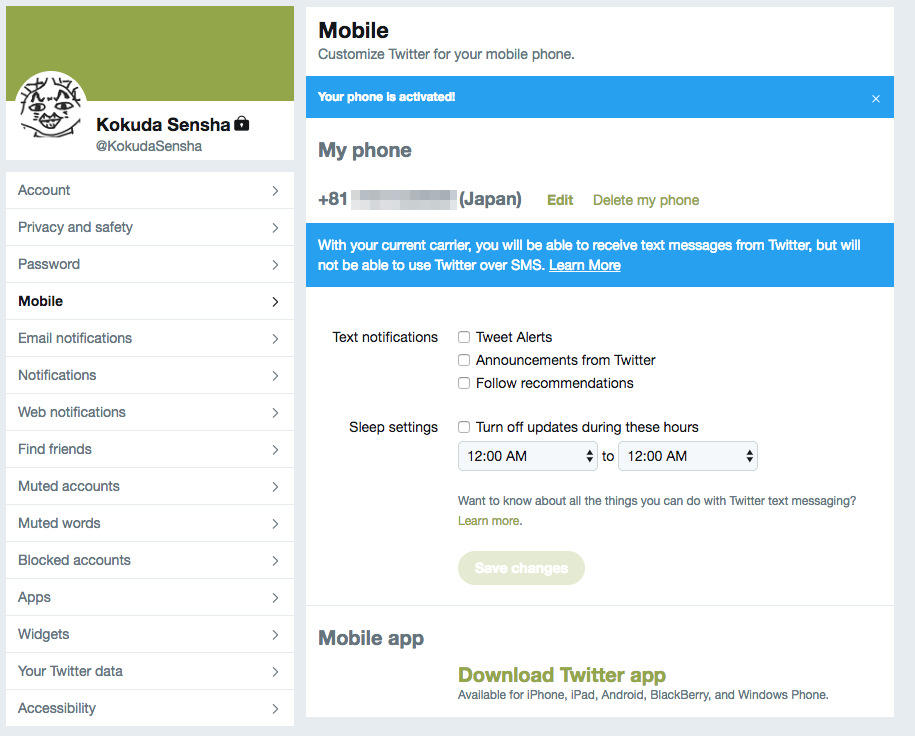 Kokuda Sensha
@KokudaSensha
Account
Privacy and safety
Password
Mobile
Email notifications
Notifications
Web notifications
Find friends
Muted accounts
Muted words
Blocked accounts
Apps
Widgets
Your Twitter data
Accessibility
Mobile
Customize Twitter for your mobile phone.
Your phone is activated!
×
My phone
+81 (Japan) Edit Delete my phone
With your current carrier, you will be able to receive text messages from Twitter, but will
not be able to use Twitter over SMS. Learn More
Text notifications Tweet Alerts
Announcements from Twitter
Follow recommendations
Sleep settings Turn off updates during these hours
12:00 AM to 12:00 AM
Want to know about all the things you can do with Twitter text messaging?
Learn more.
Save changes
Mobile app
Download Twitter app
Available for iPhone, iPad, Android, BlackBerry, and Windows Phone.